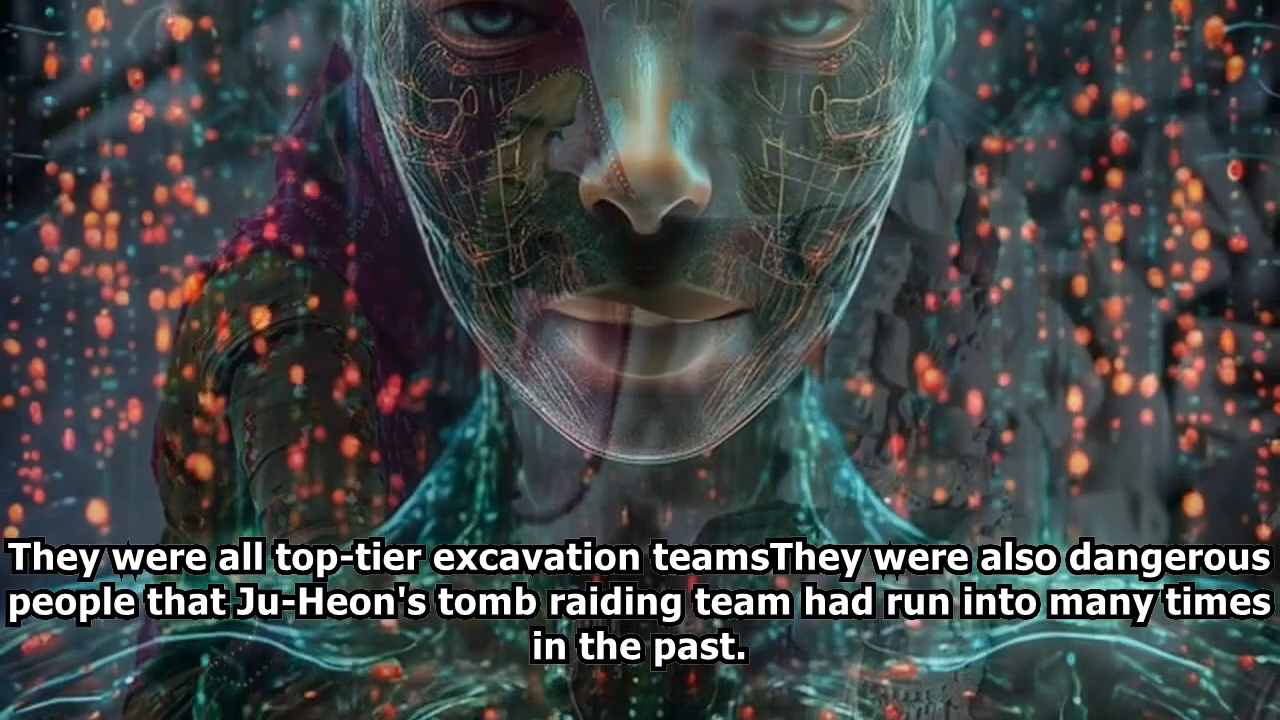 They were all top-tier excavation teamsThey were also dangerous
people that Ju-Heon's tomb raiding team had run into many times
in the past.